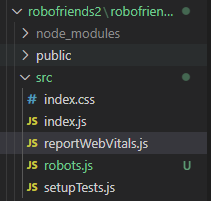 robofriends2\robofrien...
node_modules
public
src
# index.css
JS index.js
JS reportWebVitals.js
JS robots.js U
JS setupTests.js